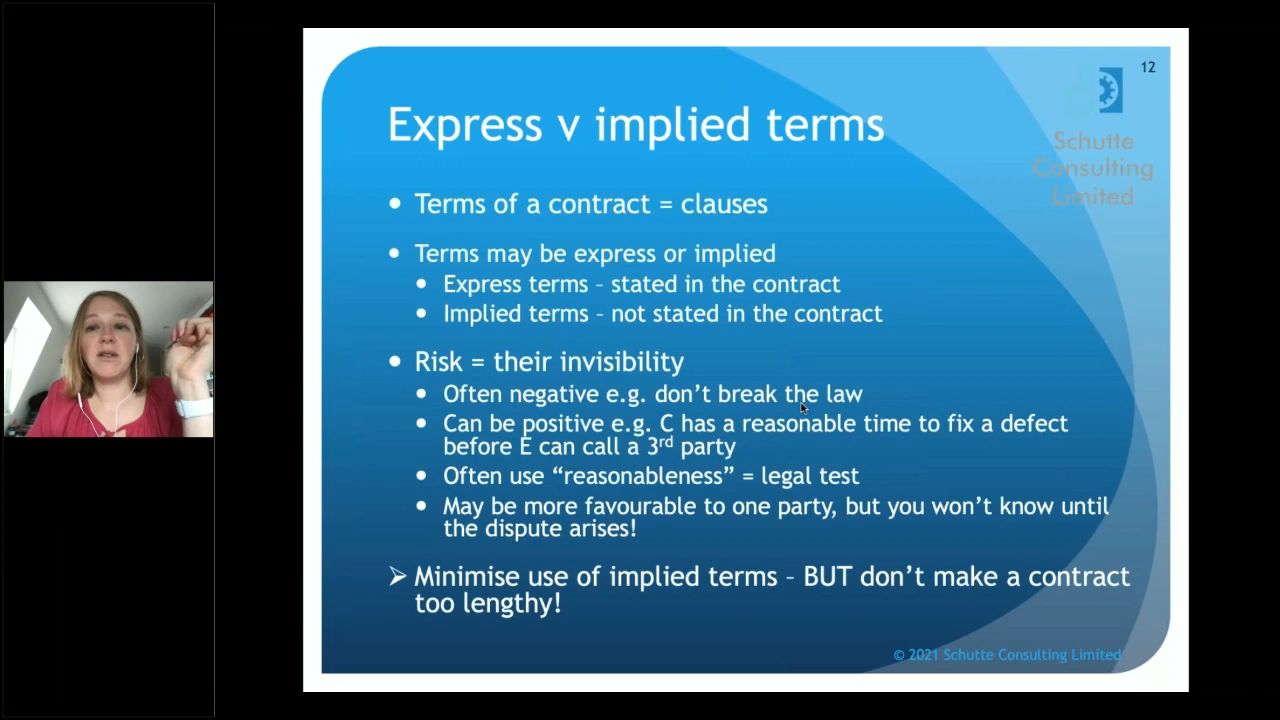 12
Schutte
Consulting
Limited
Express v implied terms
• Terms of a contract = clauses
• Terms may be express or implied
• Express terms – stated in the contract
• Implied terms – not stated in the contract
• Risk = their invisibility
• Often negative e.g. don’t break the law
• Can be positive e.g. C has a reasonable time to fix a defect
before E can call a 3rd party
• Often use “reasonableness” = legal test
• May be more favourable to one party, but you won’t know until
the dispute arises!
➢ Minimise use of implied terms – BUT don’t make a contract
too lengthy!
© 2021 Schutte Consulting Limited